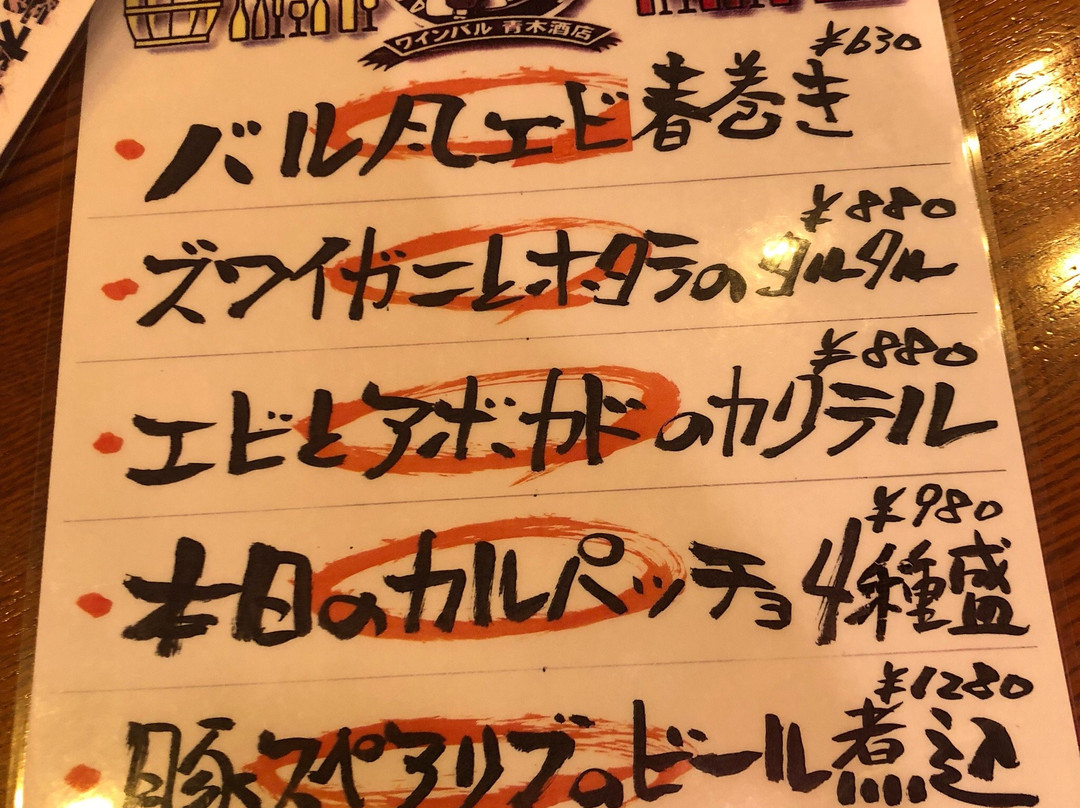 ワインバル 青木酒店
¥630
バル風エビ春巻き
¥880
ズワイガニとホタテのタルタル
¥880
エビとアボカドのカクテル
¥980
本日のカルパッチョ4種盛
¥1280
豚スペアリブのビール煮込